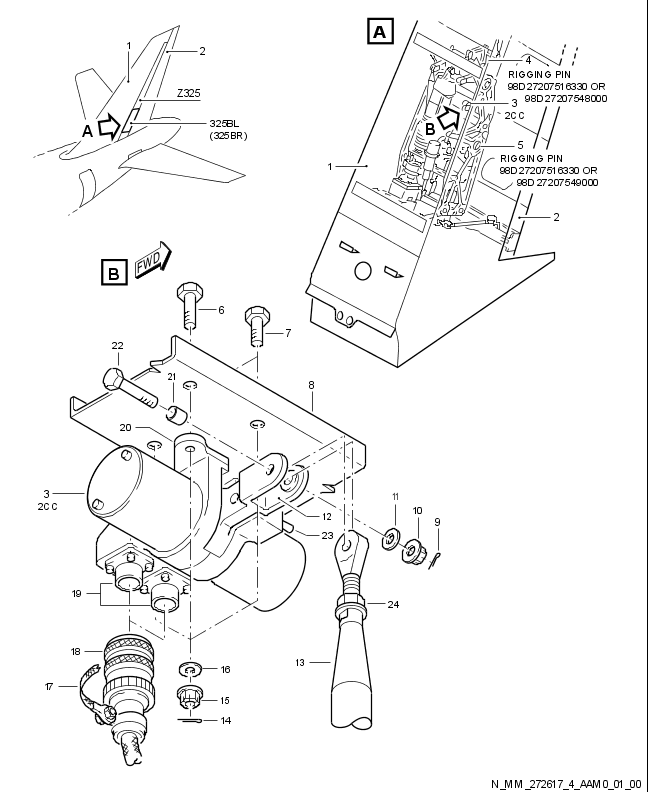 1
2
Z325
A
325BL
(325BR)
A
4
RIGGING PIN
98D27207516330 OR
98D27207548000
3
2CC
B
5
RIGGING PIN
98D27207516330 OR
98D27207549000
1
2
B
FWD
6
7
22
21
8
20
3
2CC
12
23
11
10
9
19
24
18
17
16
15
14
13
N_MM_272617_4_AAM0_01_00